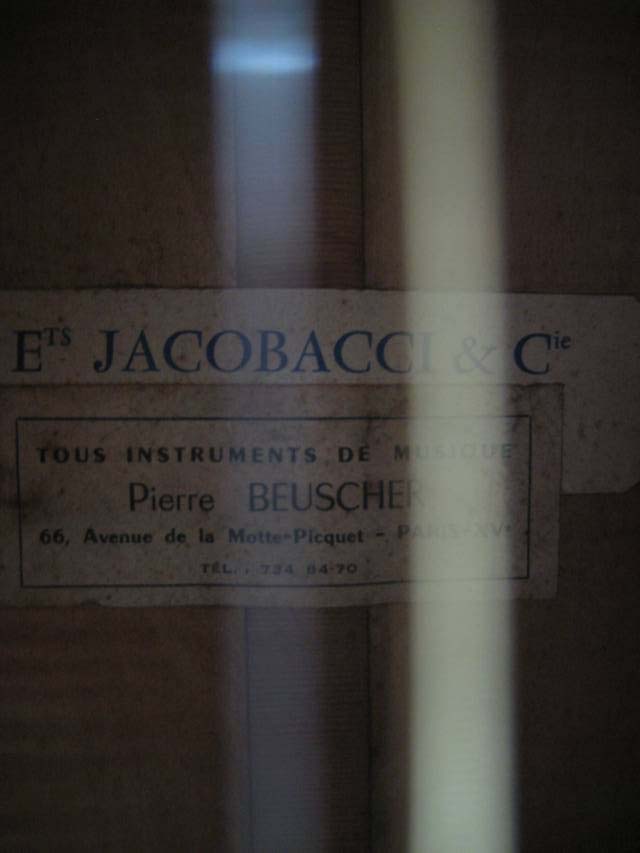 Eᵀˢ JACOBACCI & Cⁱᵉ
TOUS INSTRUMENTS DE MUSIQUE
Pierre BEUSCHER
66, Avenue de la Motte-Picquet - PARIS-XVᵉ
TÉL. : 734 84-70